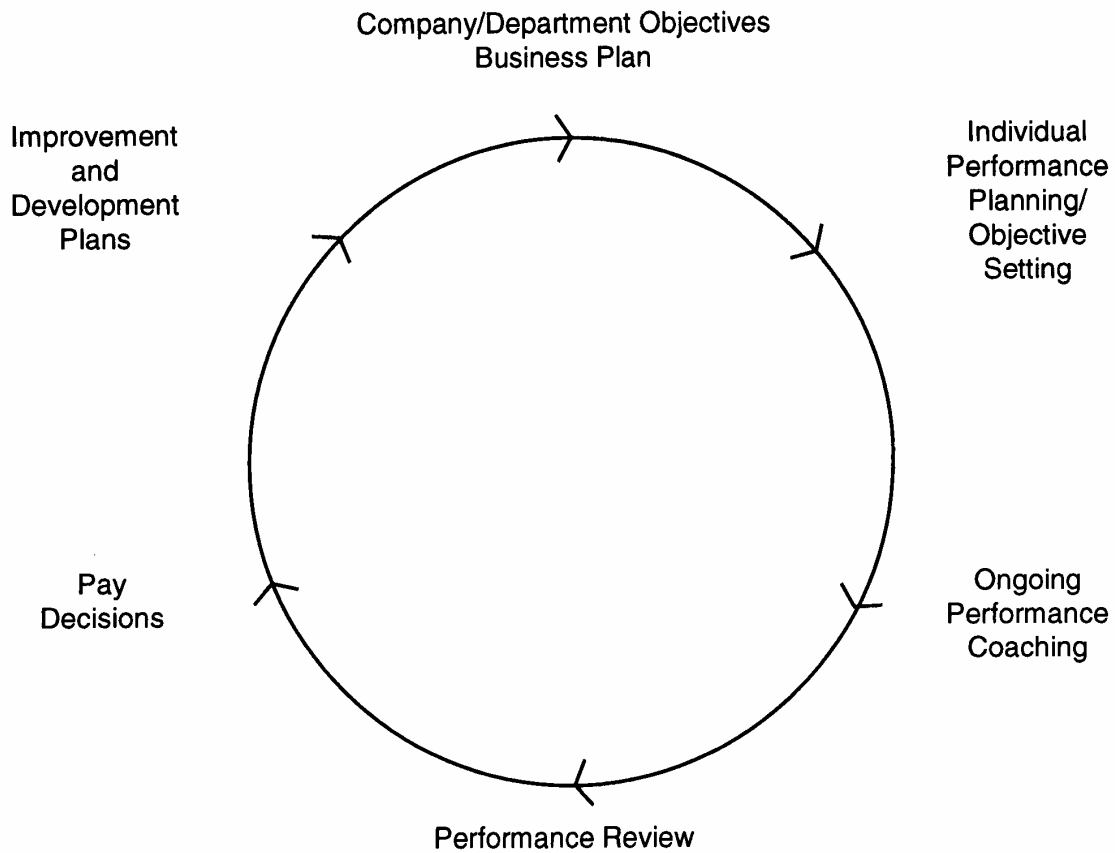 Company/Department Objectives
Business Plan
Individual
Performance
Planning/
Objective
Setting
Ongoing
Performance
Coaching
Performance Review
Pay
Decisions
Improvement
and
Development
Plans